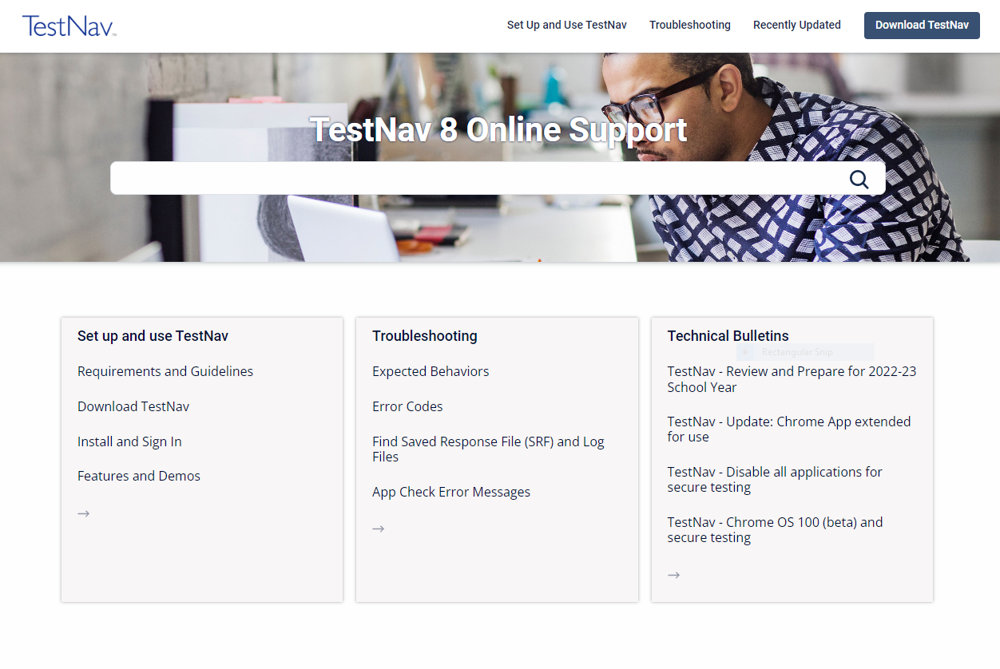 TestNav™
Set Up and Use TestNav
Troubleshooting
Recently Updated
Download TestNav
TestNav 8 Online Support
Set up and use TestNav
Requirements and Guidelines
Download TestNav
Install and Sign In
Features and Demos
Troubleshooting
Expected Behaviors
Error Codes
Find Saved Response File (SRF) and Log
Files
App Check Error Messages
Technical Bulletins
Rectangular Snip
TestNav - Review and Prepare for 2022-23
School Year
TestNav - Update: Chrome App extended
for use
TestNav - Disable all applications for
secure testing
TestNav - Chrome OS 100 (beta) and
secure testing